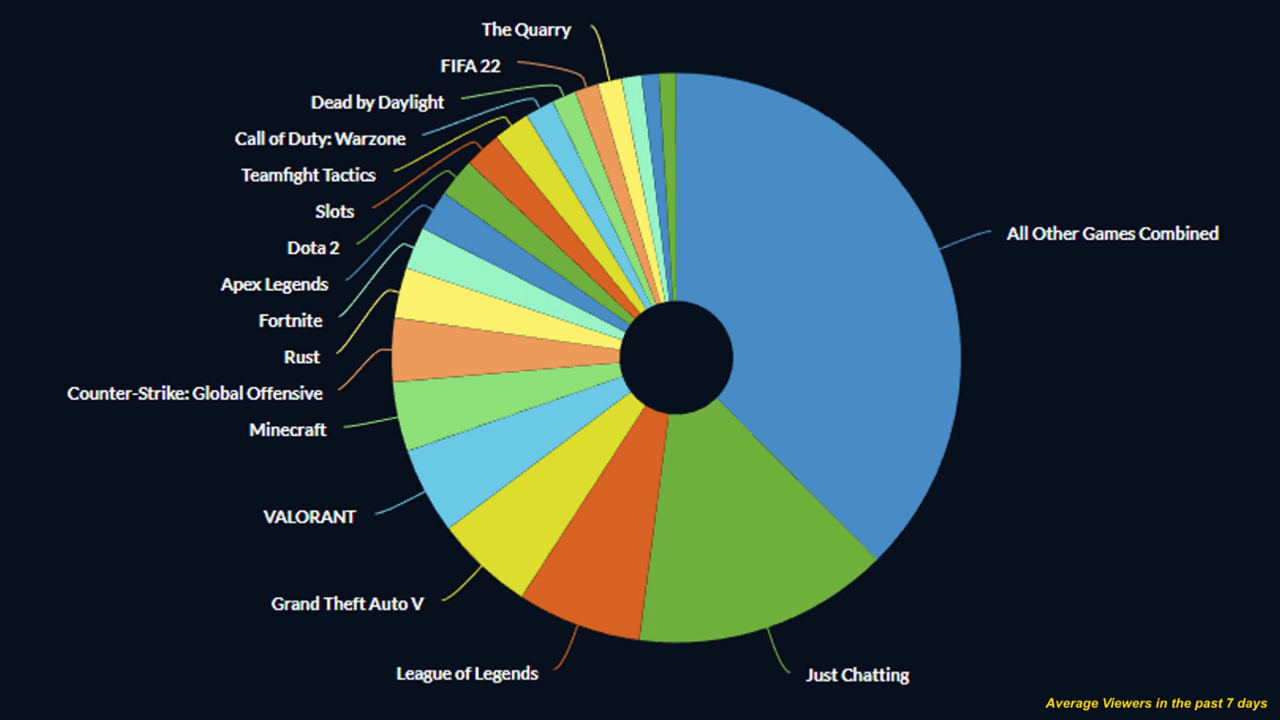 The Quarry
FIFA 22
Dead by Daylight
Call of Duty: Warzone
Teamfight Tactics
Slots
Dota 2
Apex Legends
Fortnite
Rust
Counter-Strike: Global Offensive
Minecraft
VALORANT
Grand Theft Auto V
League of Legends
Just Chatting
All Other Games Combined
Average Viewers in the past 7 days